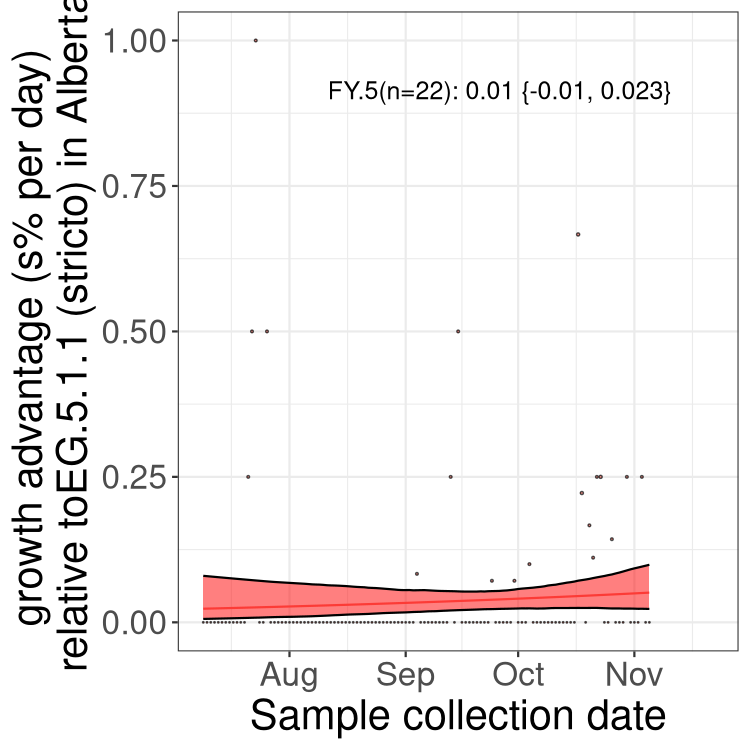 growth advantage (s% per day)
relative toEG.5.1.1 (stricto) in Alberta
1.00
0.75
0.50
0.25
0.00
FY.5(n=22): 0.01 {-0.01, 0.023}
Aug Sep Oct Nov
Sample collection date